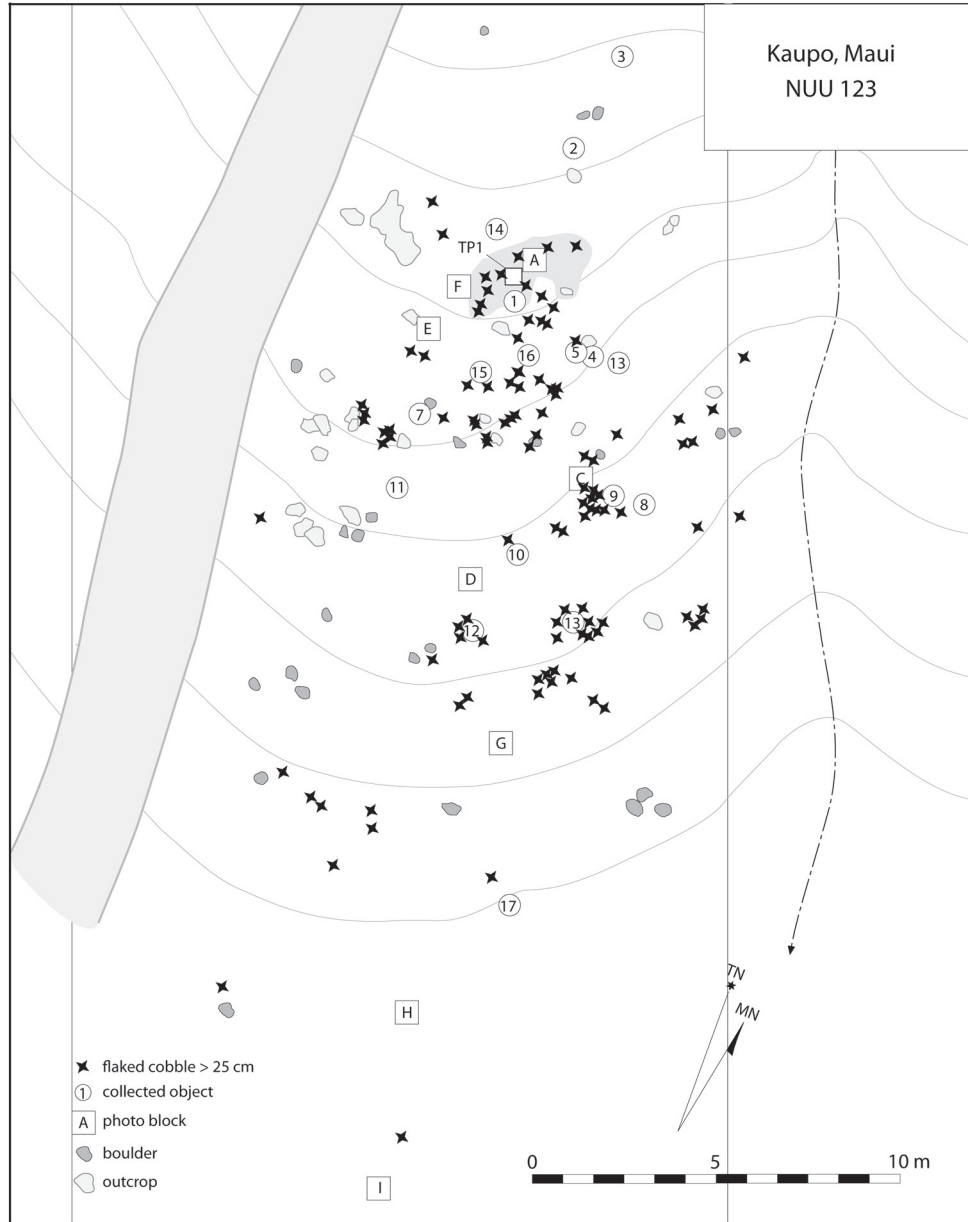 Kaupo, Maui
NUU 123
3
2
14
TP1
A
F
1
E
16
5
4
13
15
7
C
11
9
8
10
D
12
13
G
17
TN
MN
H
flaked cobble > 25 cm
1 collected object
A photo block
boulder
outcrop
0 5 10 m
I